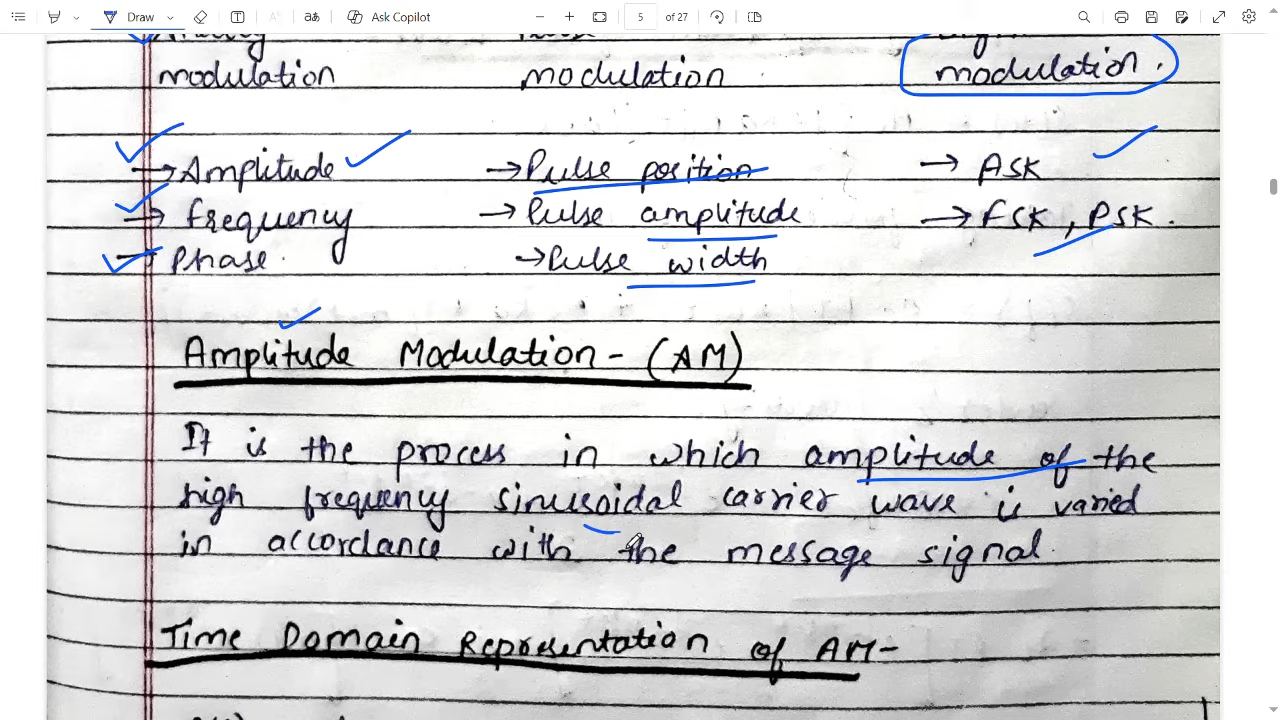 Draw
Ask Copilot
5 of 27
modulation modulation modulation.
→ Amplitude → Pulse position → ASK
→ frequency → Pulse amplitude → FSK, PSK.
→ Phase. → Pulse width
Amplitude Modulation - (AM)
It is the process in which amplitude of the
high frequency sinusoidal carrier wave is varied
in accordance with the message signal.
Time Domain Representation of AM-